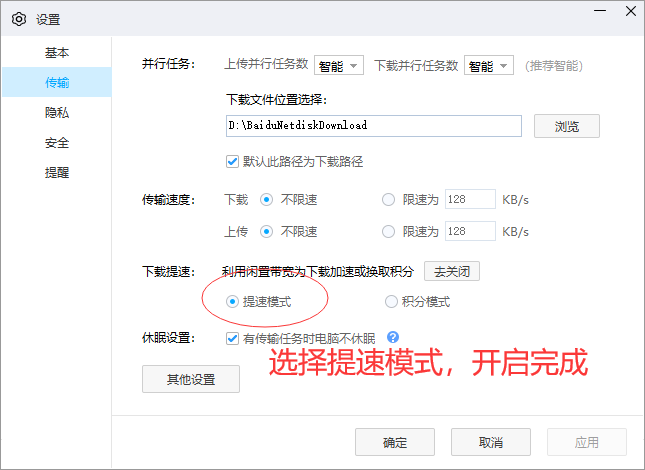 设置
基本
传输
隐私
安全
提醒
并行任务： 上传并行任务数 智能 下载并行任务数 智能 （推荐智能）
下载文件位置选择：
D:\BaiduNetdiskDownload 浏览
默认此路径为下载路径
传输速度： 下载 不限速 限速为 128 KB/s
上传 不限速 限速为 128 KB/s
下载提速： 利用闲置带宽为下载加速或换取积分 去关闭
提速模式 积分模式
休眠设置： 有传输任务时电脑不休眠 ?
选择提速模式，开启完成
其他设置
确定 取消 应用